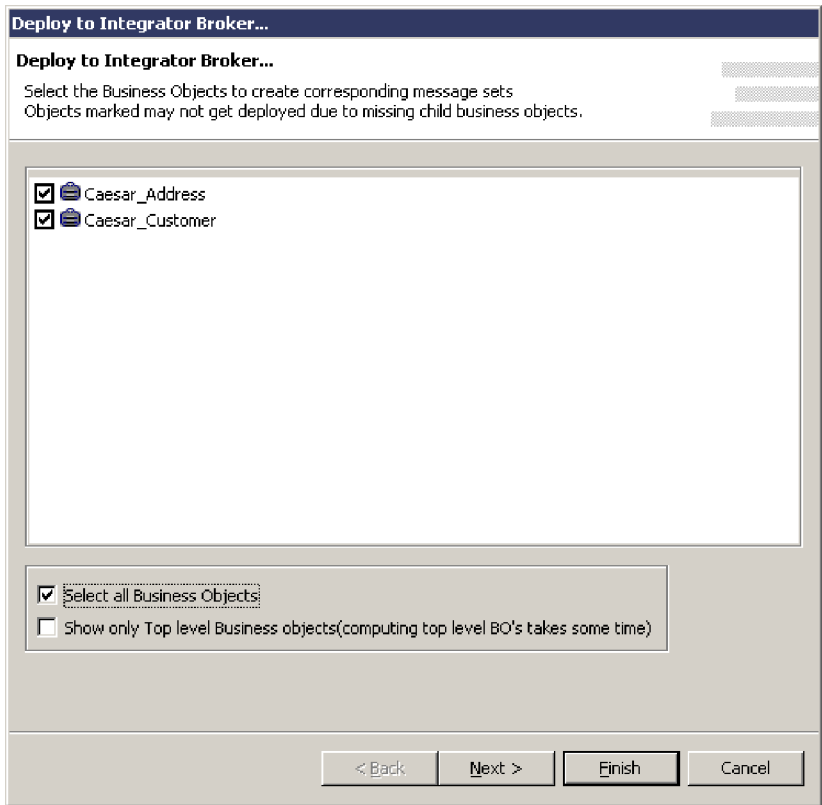 Deploy to Integrator Broker...
Deploy to Integrator Broker...
Select the Business Objects to create corresponding message sets
Objects marked may not get deployed due to missing child business objects.
Caesar_Address
Caesar_Customer
Select all Business Objects
Show only Top level Business objects(computing top level BO's takes some time)
< Back Next > Finish Cancel